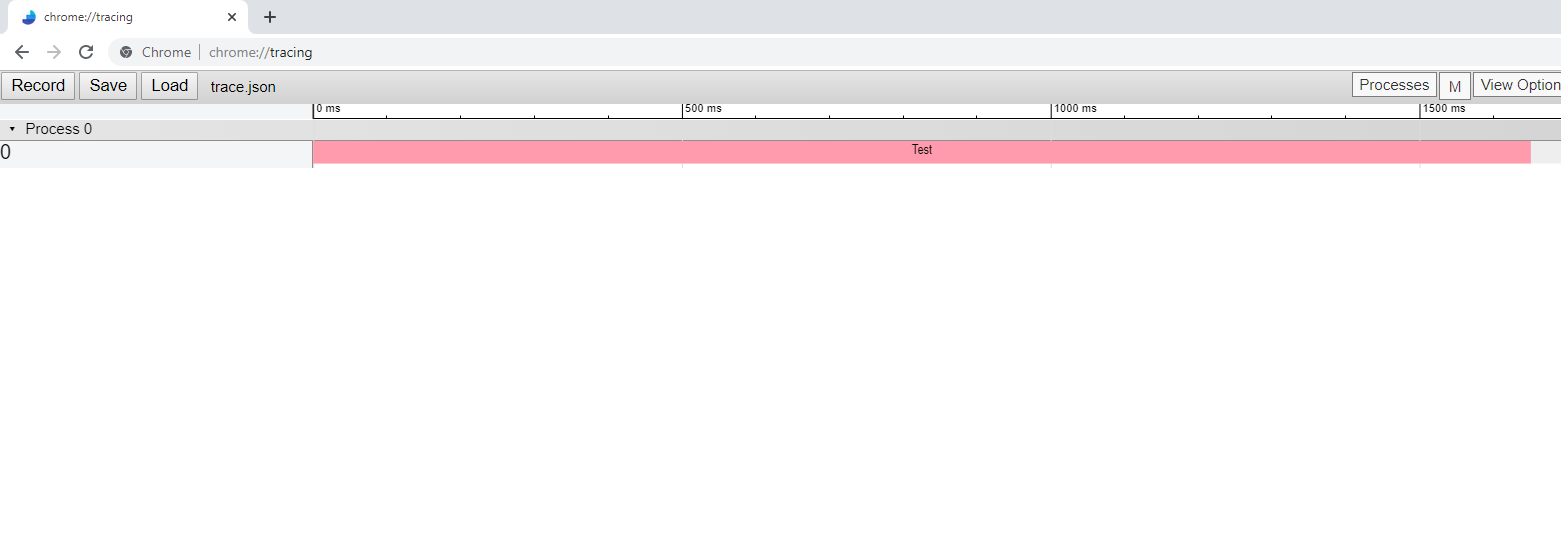 chrome://tracing
Chrome chrome://tracing
Record Save Load trace.json Processes M View Option
0 ms 500 ms 1000 ms 1500 ms
Process 0
0 Test